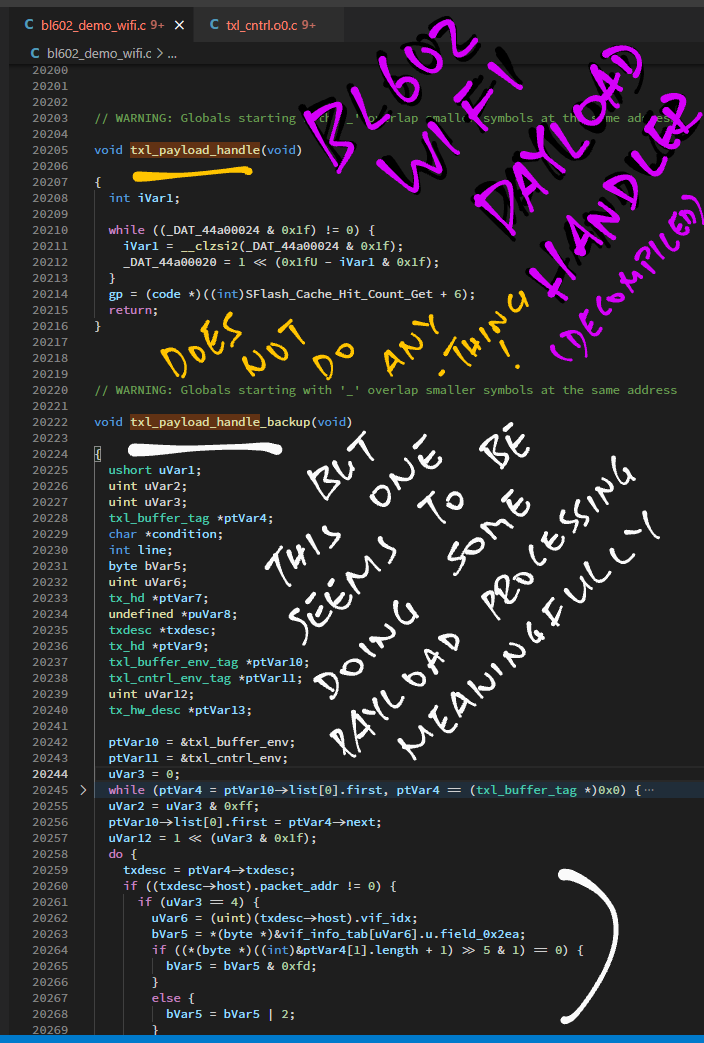 C bl602_demo_wifi.c 9+ × C txl_cntrl.o0.c 9+
C bl602_demo_wifi.c > ...
20200
20201
20202
20203 // WARNING: Globals starting with '_' overlap smaller symbols at the same address
20204
20205 void txl_payload_handle(void)
20206
20207 {
20208 int iVar1;
20209
20210 while ((_DAT_44a00024 & 0x1f) != 0) {
20211 iVar1 = __clzsi2(_DAT_44a00024 & 0x1f);
20212 _DAT_44a00020 = 1 << (0x1fU - iVar1 & 0x1f);
20213 }
20214 gp = (code *)((int)SFlash_Cache_Hit_Count_Get + 6);
20215 return;
20216 }
20217
20218
20219
20220 // WARNING: Globals starting with '_' overlap smaller symbols at the same address
20221
20222 void txl_payload_handle_backup(void)
20223
20224 {
20225 ushort uVar1;
20226 uint uVar2;
20227 uint uVar3;
20228 txl_buffer_tag *ptVar4;
20229 char *condition;
20230 int line;
20231 byte bVar5;
20232 uint uVar6;
20233 tx_hd *ptVar7;
20234 undefined *puVar8;
20235 txdesc *txdesc;
20236 tx_hd *ptVar9;
20237 txl_buffer_env_tag *ptVar10;
20238 txl_cntrl_env_tag *ptVar11;
20239 uint uVar12;
20240 tx_hw_desc *ptVar13;
20241
20242 ptVar10 = &txl_buffer_env;
20243 ptVar11 = &txl_cntrl_env;
20244 uVar3 = 0;
20245 > while (ptVar4 = ptVar10->list[0].first, ptVar4 == (txl_buffer_tag *)0x0) {···
20255 uVar2 = uVar3 & 0xff;
20256 ptVar10->list[0].first = ptVar4->next;
20257 uVar12 = 1 << (uVar3 & 0x1f);
20258 do {
20259 txdesc = ptVar4->txdesc;
20260 if ((txdesc->host).packet_addr != 0) {
20261 if (uVar3 == 4) {
20262 uVar6 = (uint)(txdesc->host).vif_idx;
20263 bVar5 = *(byte *)&vif_info_tab[uVar6].u.field_0x2ea;
20264 if ((*(byte *)((int)&ptVar4[1].length + 1) >> 5 & 1) == 0) {
20265 bVar5 = bVar5 & 0xfd;
20266 }
20267 else {
20268 bVar5 = bVar5 | 2;
20269 }
BL602
WIFI
PAYLOAD
HANDLER
(DECOMPILED)
DOES NOT DO ANYTHING!
BUT
THIS ONE
SEEMS TO BE
DOING SOME
PAYLOAD PROCESSING
MEANINGFULLY